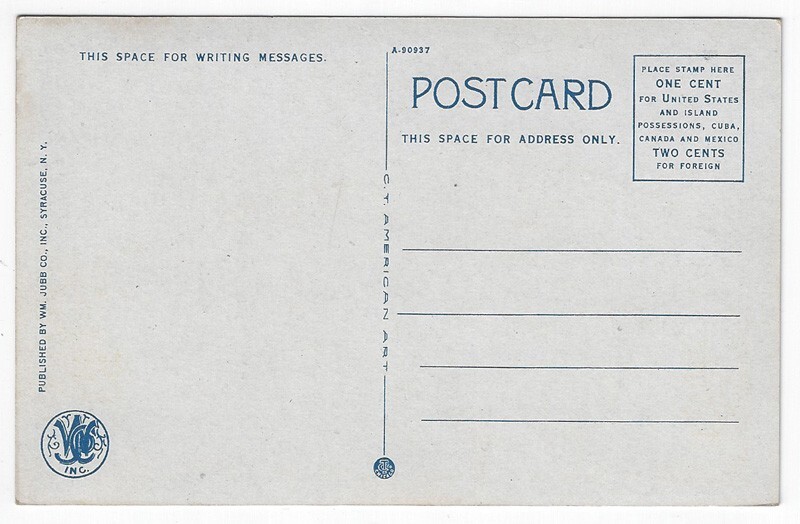 THIS SPACE FOR WRITING MESSAGES.
PUBLISHED BY WM. JUBB CO., INC., SYRACUSE, N. Y.
INC.
A-90937
C. T. AMERICAN ART
POST CARD
THIS SPACE FOR ADDRESS ONLY.
PLACE STAMP HERE
ONE CENT
FOR UNITED STATES
AND ISLAND
POSSESSIONS, CUBA,
CANADA AND MEXICO
TWO CENTS
FOR FOREIGN